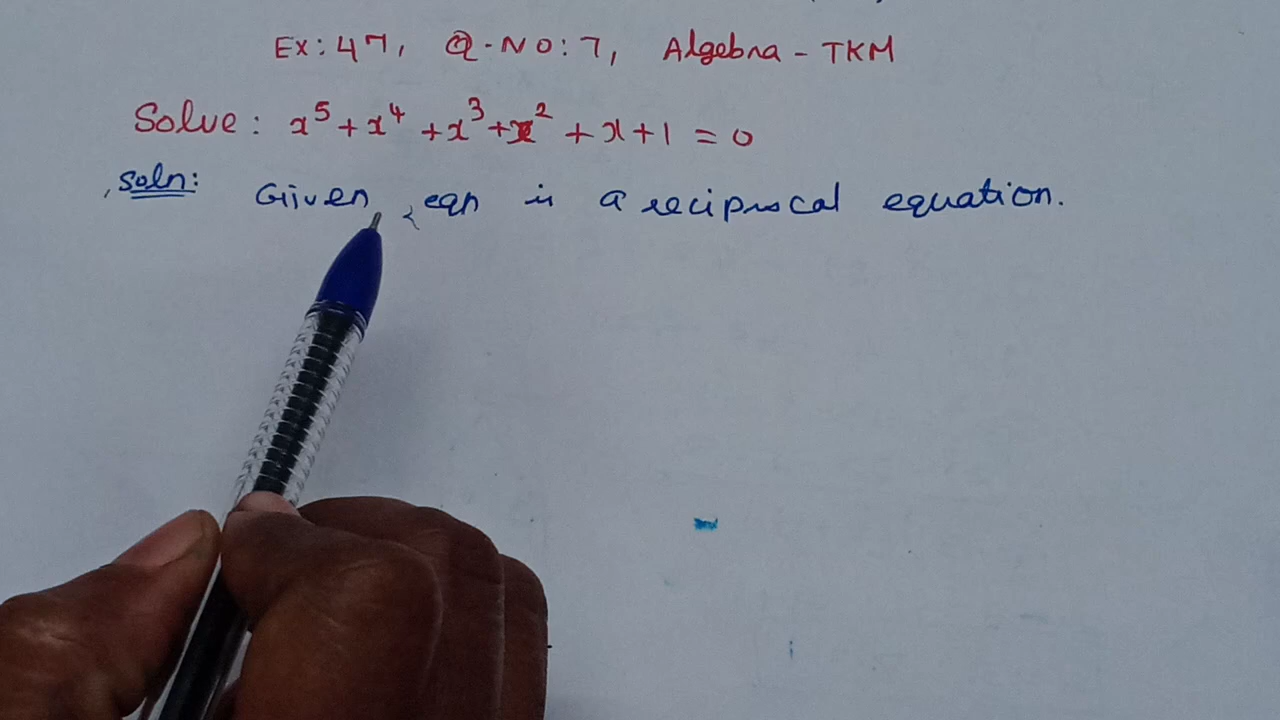 Ex: 47, Q-NO: 7, Algebra - TKM
Solve: x⁵ + x⁴ + x³ + x² + x + 1 = 0
Soln: Given eqn is a reciprocal equation.